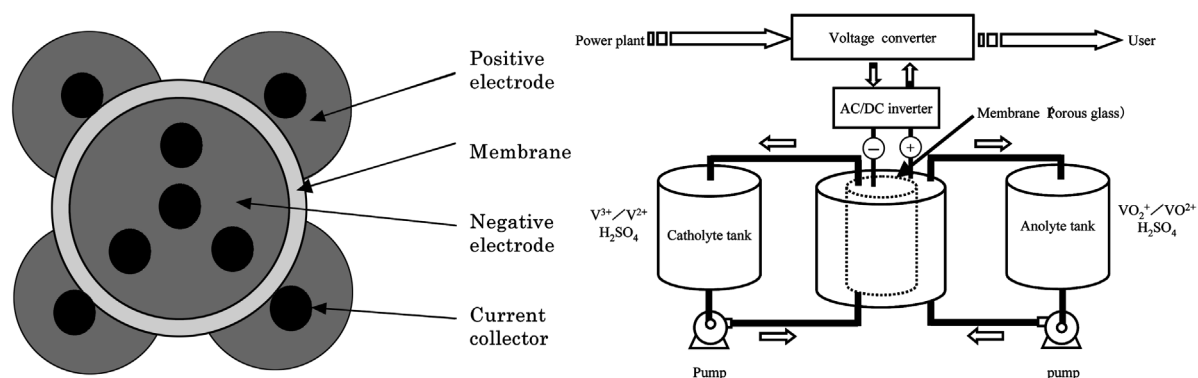 Positive
electrode
Membrane
Negative
electrode
Current
collector
Power plant
Voltage converter
User
AC/DC inverter
Membrane (Porous glass)
−
+
V³⁺/V²⁺
H₂SO₄
Catholyte tank
Anolyte tank
VO₂⁺/VO²⁺
H₂SO₄
Pump
pump